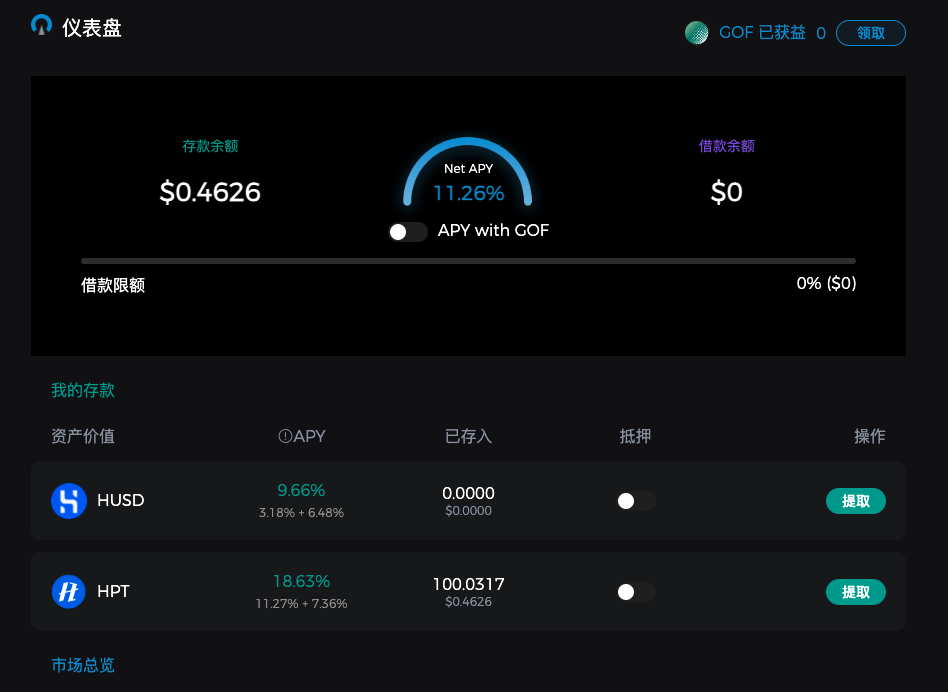 仪表盘
GOF 已获益 0 领取
存款余额
$0.4626
Net APY
11.26%
APY with GOF
借款余额
$0
借款限额
0% ($0)
我的存款
资产价值 APY 已存入 抵押 操作
HUSD
9.66%
3.18% + 6.48%
0.0000
$0.0000
提取
HPT
18.63%
11.27% + 7.36%
100.0317
$0.4626
提取
市场总览